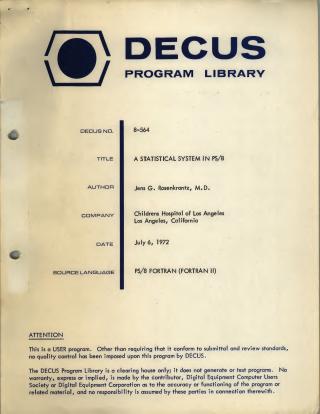 DECUS
PROGRAM LIBRARY
DECUS NO. 8-564
TITLE A STATISTICAL SYSTEM IN PS/8
AUTHOR Jens G. Rosenkrantz, M.D.
COMPANY Childrens Hospital of Los Angeles
Los Angeles, California
DATE July 6, 1972
SOURCE LANGUAGE PS/8 FORTRAN (FORTRAN II)
ATTENTION
This is a USER program. Other than requiring that it conform to submittal and review standards,
no quality control has been imposed upon this program by DECUS.
The DECUS Program Library is a clearing house only; it does not generate or test programs. No
warranty, express or implied, is made by the contributor, Digital Equipment Computer Users
Society or Digital Equipment Corporation as to the accuracy or functioning of the program or
related material, and no responsibility is assumed by these parties in connection therewith.